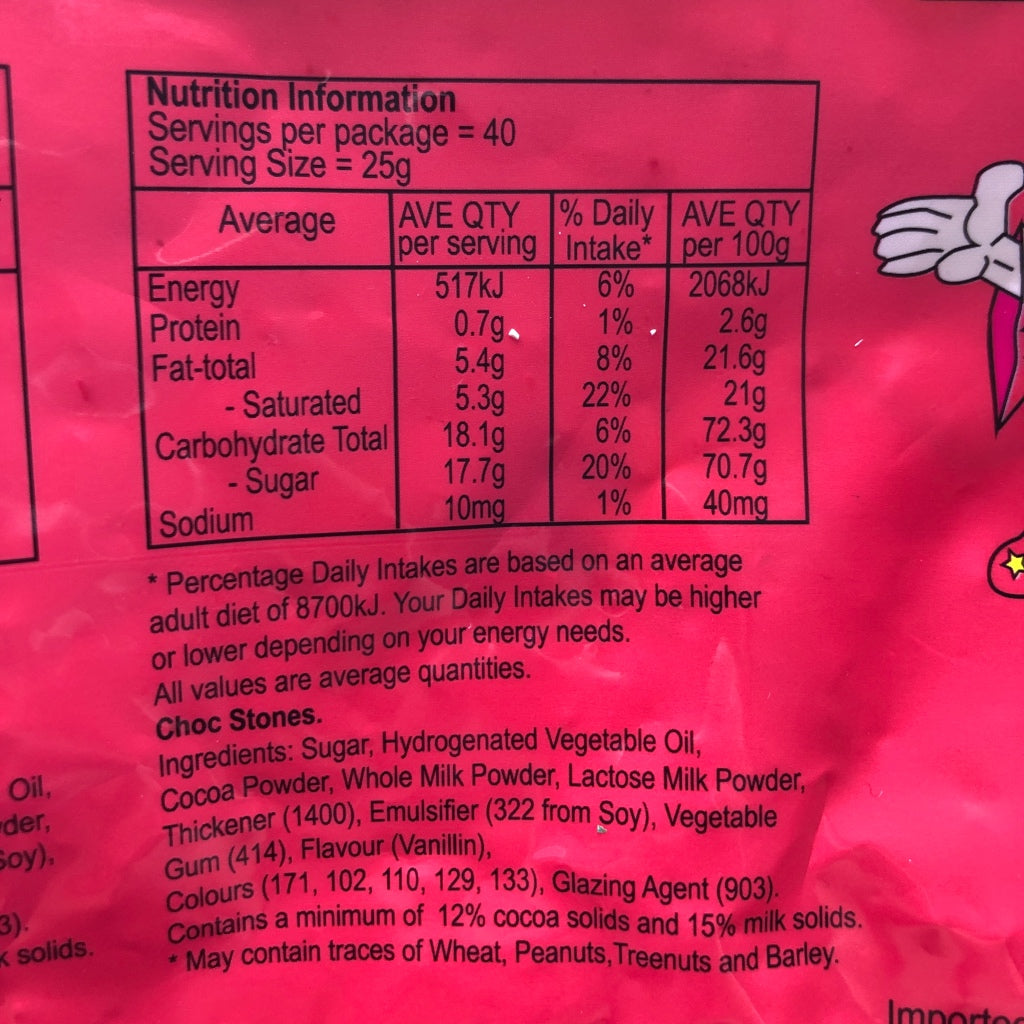 Nutrition Information
Servings per package = 40
Serving Size = 25g
Average AVE QTY per serving % Daily Intake* AVE QTY per 100g
Energy 517kJ 6% 2068kJ
Protein 0.7g 1% 2.6g
Fat-total 5.4g 8% 21.6g
- Saturated 5.3g 22% 21g
Carbohydrate Total 18.1g 6% 72.3g
- Sugar 17.7g 20% 70.7g
Sodium 10mg 1% 40mg
* Percentage Daily Intakes are based on an average
adult diet of 8700kJ. Your Daily Intakes may be higher
or lower depending on your energy needs.
All values are average quantities.
Choc Stones.
Ingredients: Sugar, Hydrogenated Vegetable Oil,
Cocoa Powder, Whole Milk Powder, Lactose Milk Powder,
Thickener (1400), Emulsifier (322 from Soy), Vegetable
Gum (414), Flavour (Vanillin),
Colours (171, 102, 110, 129, 133), Glazing Agent (903).
Contains a minimum of 12% cocoa solids and 15% milk solids.
* May contain traces of Wheat, Peanuts, Treenuts and Barley.
Oil,
Soy),
solids.